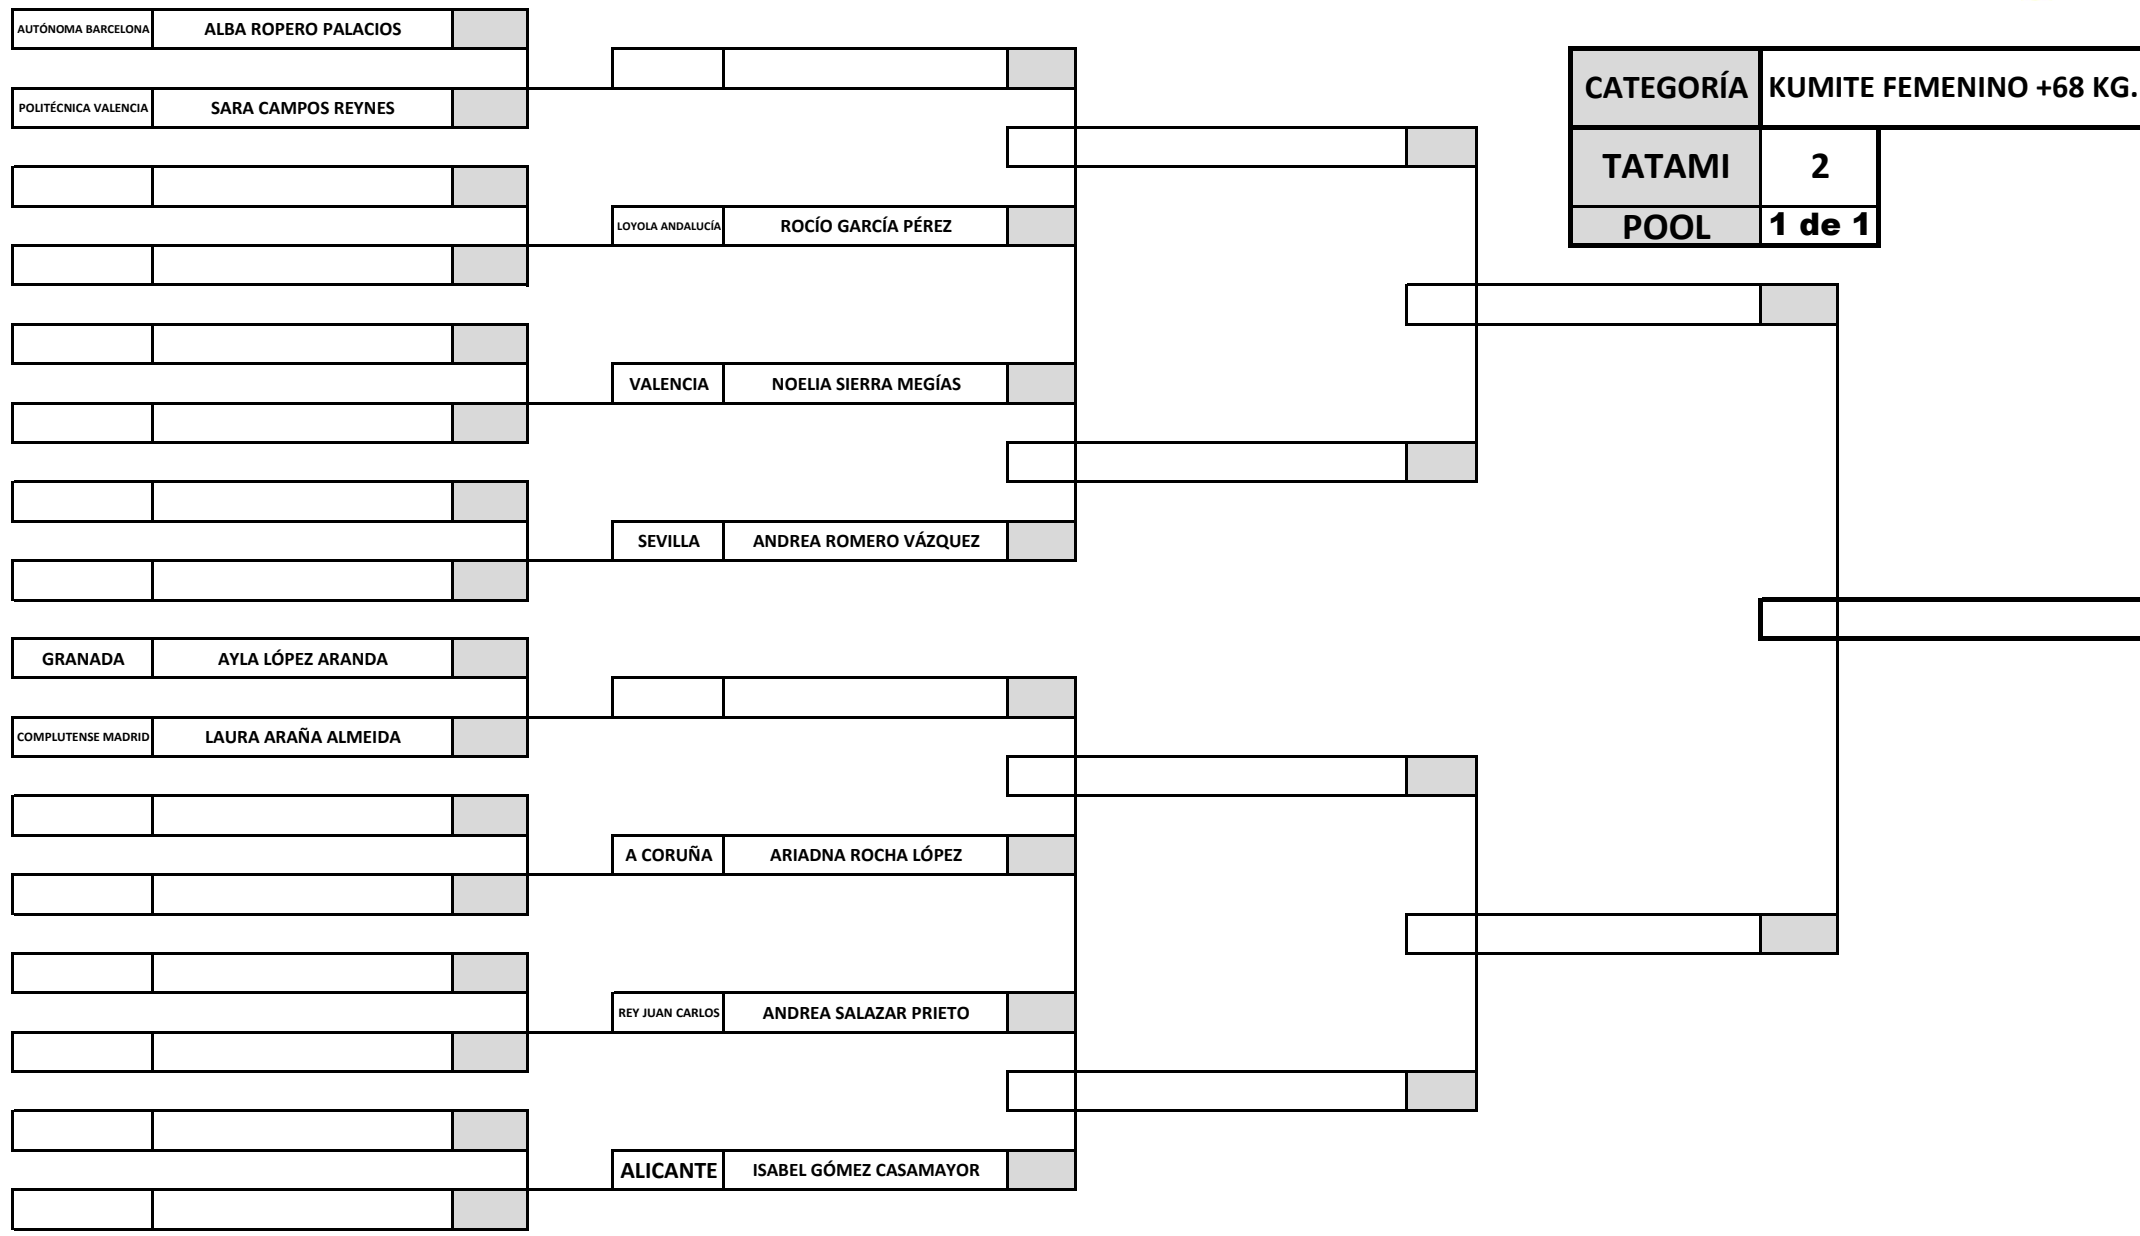 AUTÓNOMA BARCELONA ALBA ROPERO PALACIOS
CATEGORÍA KUMITE FEMENINO +68 KG.
POLITÉCNICA VALENCIA SARA CAMPOS REYNES
TATAMI 2
LOYOLA ANDALUCÍA ROCÍO GARCÍA PÉREZ
POOL 1 de 1
VALENCIA NOELIA SIERRA MEGÍAS
SEVILLA ANDREA ROMERO VÁZQUEZ
GRANADA AYLA LÓPEZ ARANDA
COMPLUTENSE MADRID LAURA ARAÑA ALMEIDA
A CORUÑA ARIADNA ROCHA LÓPEZ
REY JUAN CARLOS ANDREA SALAZAR PRIETO
ALICANTE ISABEL GÓMEZ CASAMAYOR